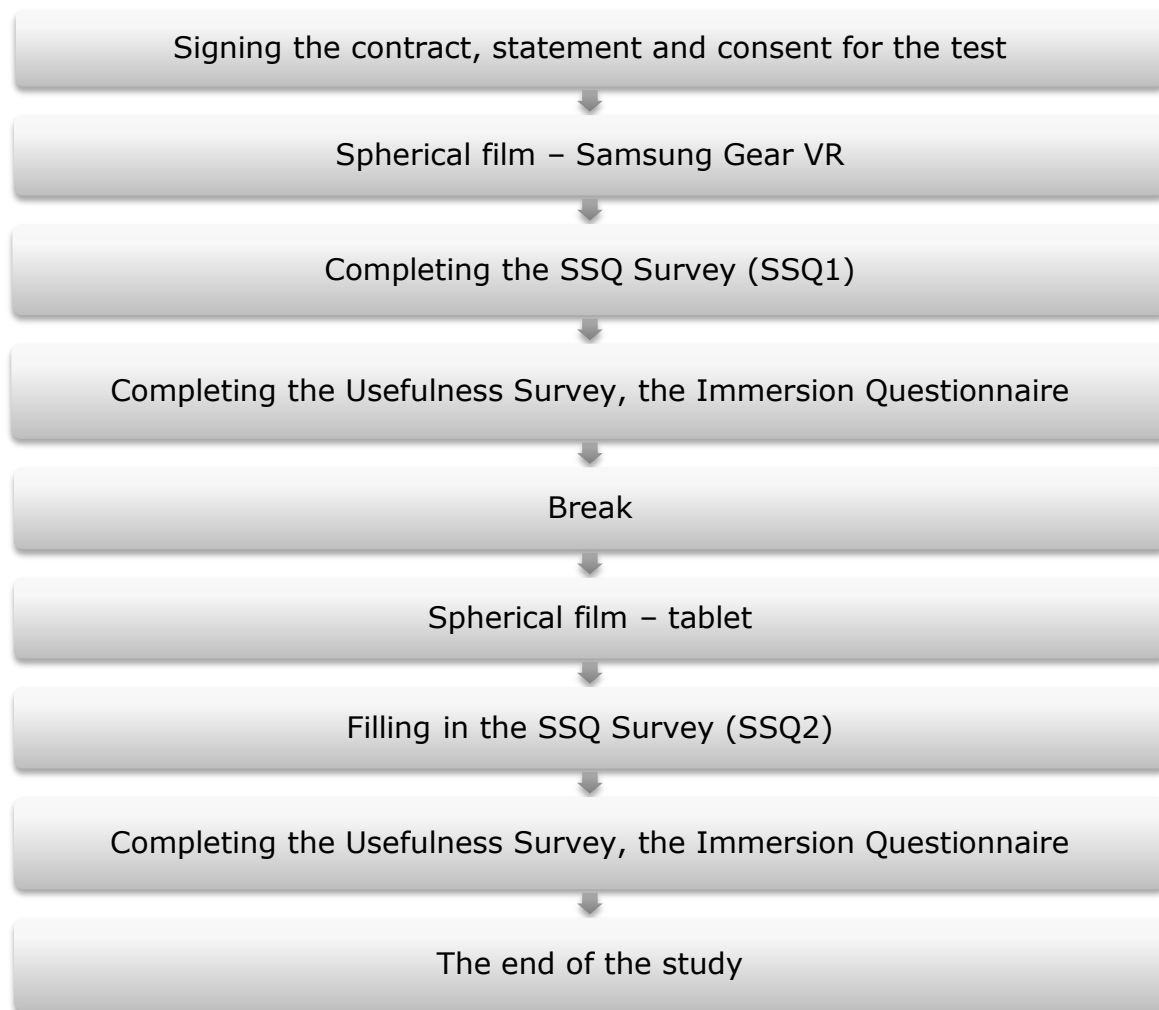 Signing the contract, statement and consent for the test
Spherical film – Samsung Gear VR
Completing the SSQ Survey (SSQ1)
Completing the Usefulness Survey, the Immersion Questionnaire
Break
Spherical film – tablet
Filling in the SSQ Survey (SSQ2)
Completing the Usefulness Survey, the Immersion Questionnaire
The end of the study